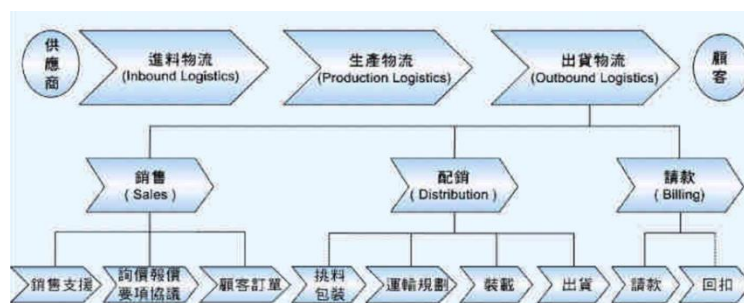 供
應
商
進料物流
(Inbound Logistics)
生產物流
(Production Logistics)
出貨物流
(Outbound Logistics)
顧
客
銷售
( Sales )
配銷
( Distribution )
請款
( Billing)
銷售支援
詢價報價
要項協議
顧客訂單
挑料
包裝
運輸規劃
裝載
出貨
請款
回扣